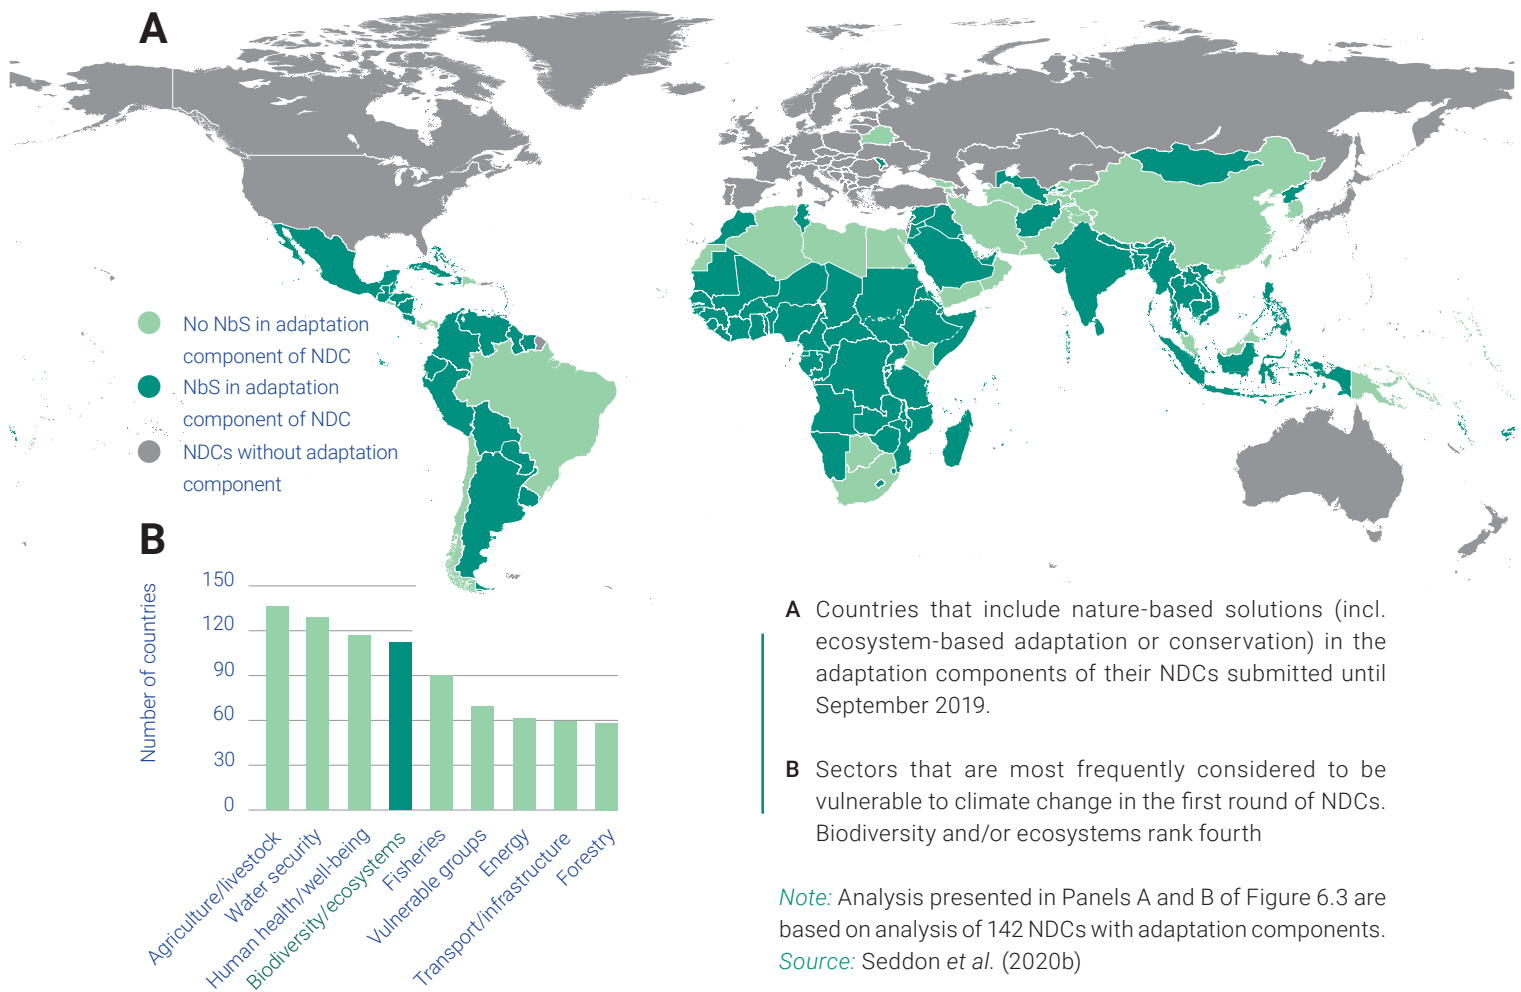 A
No NbS in adaptation
component of NDC
NbS in adaptation
component of NDC
NDCs without adaptation
component
B
Number of countries
150
120
90
60
30
0
Agriculture/livestock
Water security
Human health/well-being
Biodiversity/ecosystems
Fisheries
Vulnerable groups
Energy
Transport/infrastructure
Forestry
A Countries that include nature-based solutions (incl.
ecosystem-based adaptation or conservation) in the
adaptation components of their NDCs submitted until
September 2019.
B Sectors that are most frequently considered to be
vulnerable to climate change in the first round of NDCs.
Biodiversity and/or ecosystems rank fourth
Note: Analysis presented in Panels A and B of Figure 6.3 are
based on analysis of 142 NDCs with adaptation components.
Source: Seddon et al. (2020b)